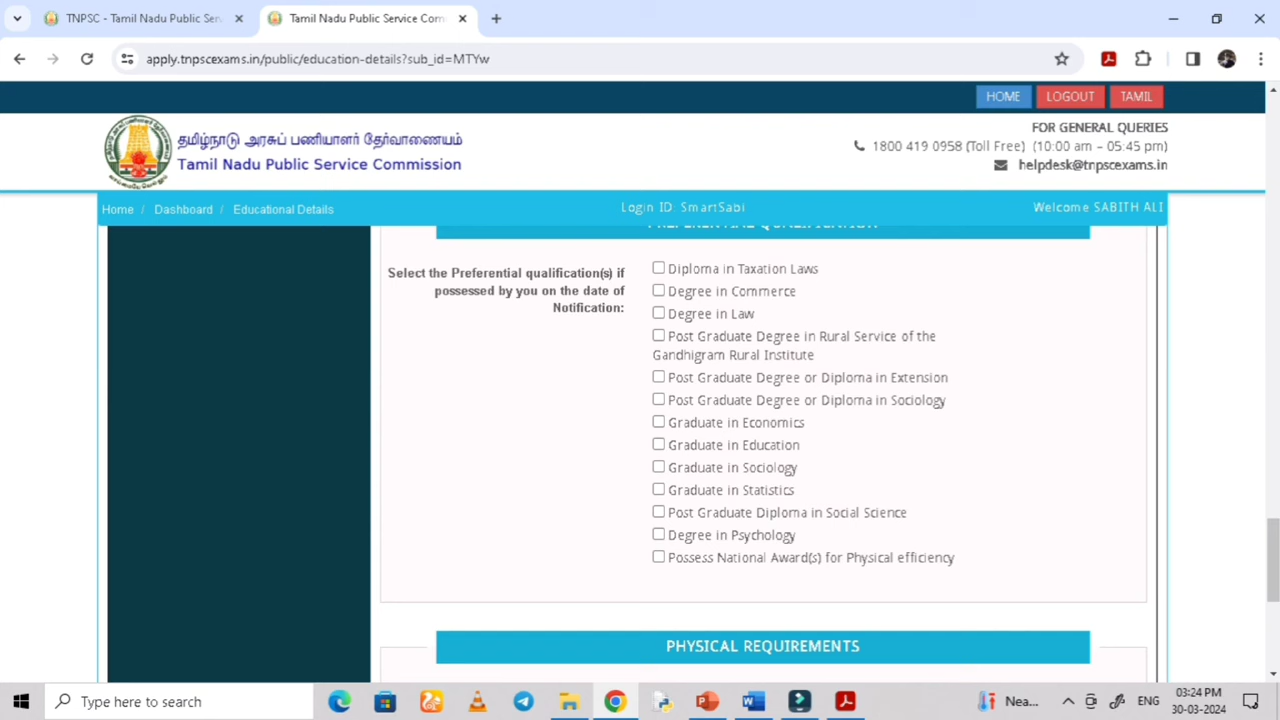 TNPSC - Tamil Nadu Public Ser
Tamil Nadu Public Service Com
apply.tnpscexams.in/public/education-details?sub_id=MTYw
HOME
LOGOUT
TAMIL
தமிழ்நாடு அரசுப் பணியாளர் தேர்வாணையம்
Tamil Nadu Public Service Commission
FOR GENERAL QUERIES
1800 419 0958 (Toll Free) (10:00 am – 05:45 pm)
helpdesk@tnpscexams.in
Home / Dashboard / Educational Details
Login ID: SmartSabi
Welcome SABITH ALI
PREFERENTIAL QUALIFICATION
Select the Preferential qualification(s) if
possessed by you on the date of
Notification:
Diploma in Taxation Laws
Degree in Commerce
Degree in Law
Post Graduate Degree in Rural Service of the
Gandhigram Rural Institute
Post Graduate Degree or Diploma in Extension
Post Graduate Degree or Diploma in Sociology
Graduate in Economics
Graduate in Education
Graduate in Sociology
Graduate in Statistics
Post Graduate Diploma in Social Science
Degree in Psychology
Possess National Award(s) for Physical efficiency
PHYSICAL REQUIREMENTS
Type here to search
Nea...
ENG
03:24 PM
30-03-2024